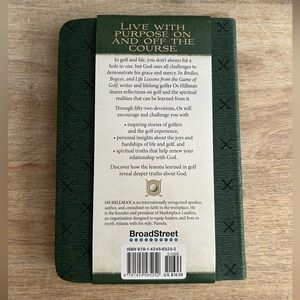 LIVE WITH
PURPOSE ON
AND OFF THE
COURSE
In golf and life, you don't always hit a
hole in one, but God uses all challenges to
demonstrate his grace and mercy. In Birdies,
Bogeys, and Life Lessons from the Game of
Golf, writer and lifelong golfer Os Hillman
shares reflections on golf and the spiritual
realities that can be learned from it.
Through fifty-two devotions, Os will
encourage and challenge you with
• inspiring stories of golfers
and the golf experience,
• personal insights about the joys and
hardships of life and golf, and
• spiritual truths that help renew your
relationship with God.
Discover how the lessons learned in golf
reveal deeper truths about God.
OS HILLMAN is an internationally recognized speaker,
author, and consultant on faith in the workplace. He
is the founder and president of Marketplace Leaders,
an organization designed to equip leaders, and lives in
north Atlanta with his wife, Pamela.
BroadStreet
ISBN 978-1-4245-6523-2
U.S. $16.99